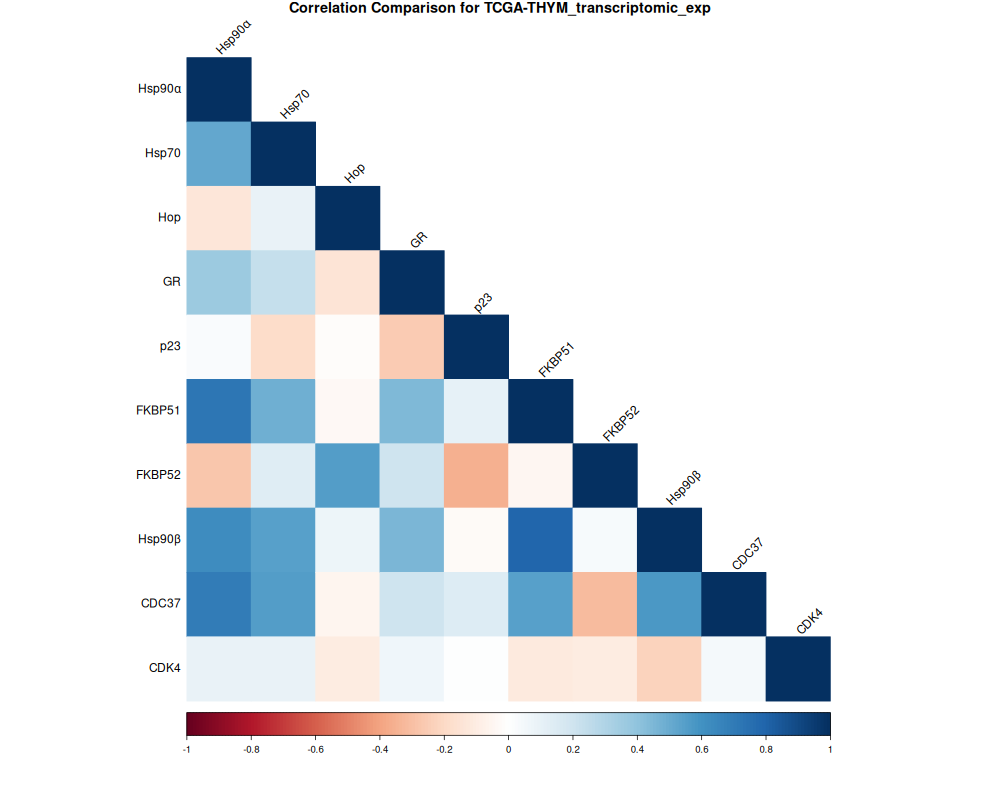 Correlation Comparison for TCGA-THYM_transcriptomic_exp
Hsp90α
Hsp90α
Hsp70
Hsp70
Hop
Hop
GR
GR
p23
p23
FKBP51
FKBP51
FKBP52
FKBP52
Hsp90β
Hsp90β
CDC37
CDC37
CDK4
CDK4
-1 -0.8 -0.6 -0.4 -0.2 0 0.2 0.4 0.6 0.8 1